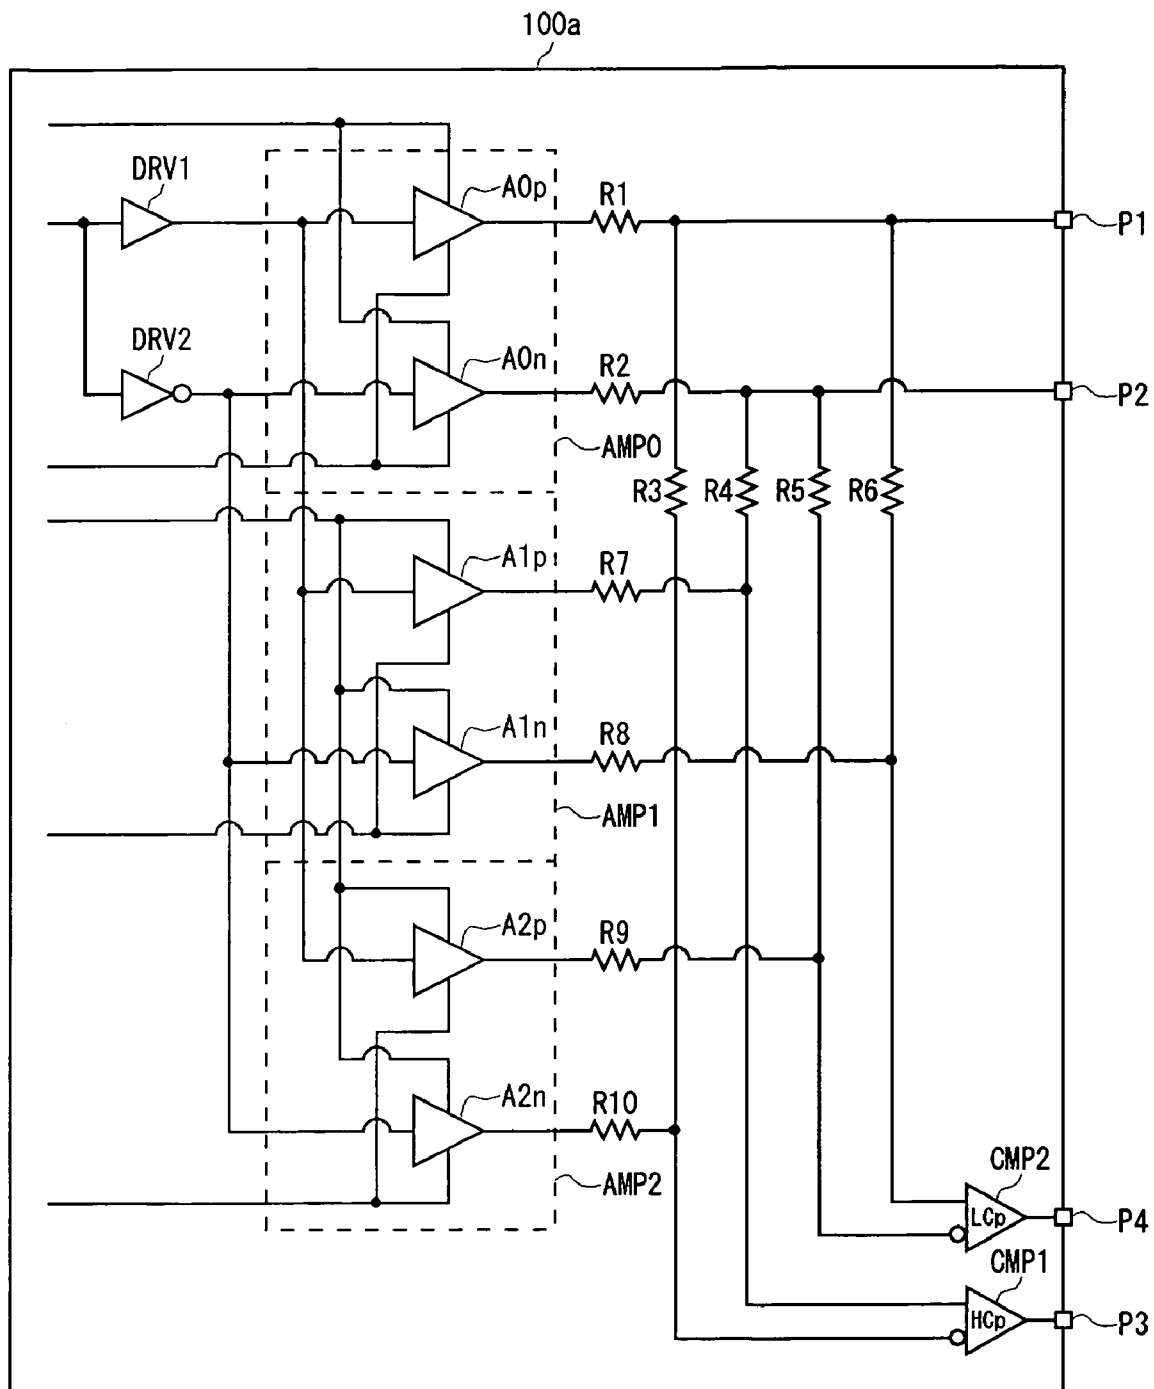 100a
DRV1
A0p
R1
P1
DRV2
A0n
R2
P2
AMP0
R3
R4
R5
R6
A1p
R7
A1n
R8
AMP1
A2p
R9
A2n
R10
AMP2
CMP2
LCp
P4
CMP1
HCp
P3